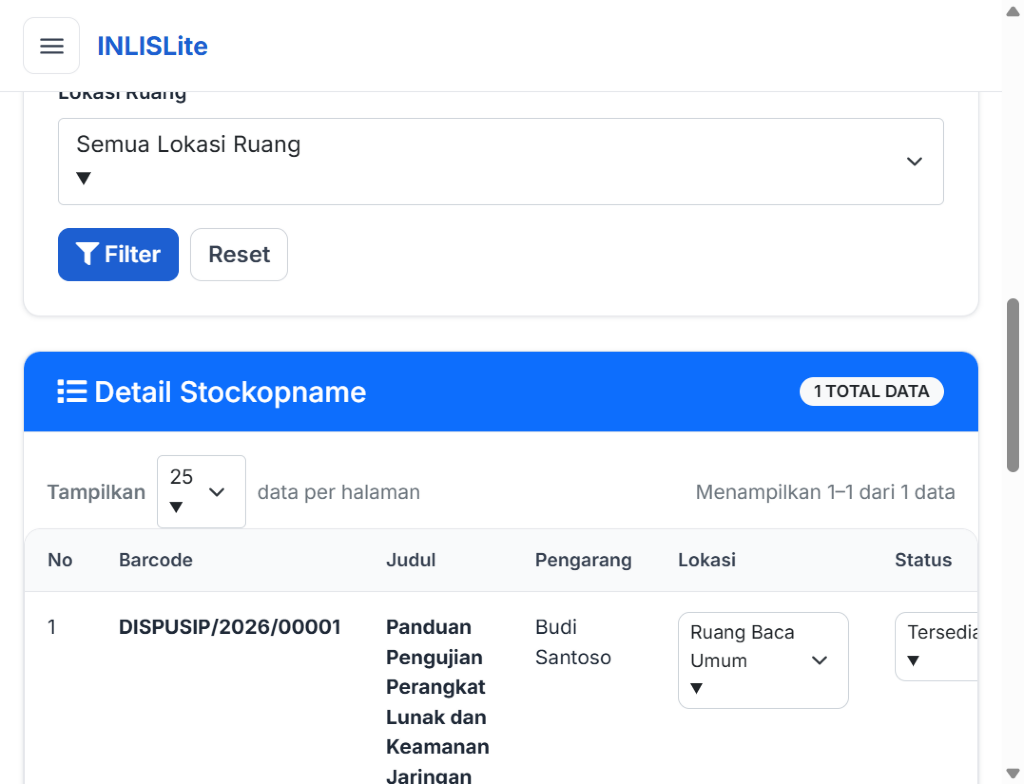 INLISLite
Lokasi Ruang
Semua Lokasi Ruang
Filter
Reset
Detail Stockopname
1 TOTAL DATA
Tampilkan 25 data per halaman
Menampilkan 1–1 dari 1 data
No Barcode Judul Pengarang Lokasi Status
1 DISPUSIP/2026/00001 Panduan Pengujian Perangkat Lunak dan Keamanan Jaringan Budi Santoso Ruang Baca Umum Tersedia